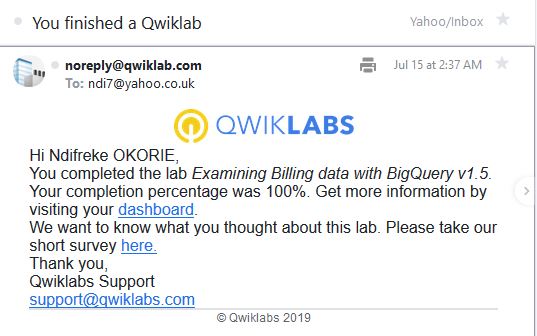 You finished a Qwiklab Yahoo/Inbox
noreply@qwiklab.com Jul 15 at 2:37 AM
To: ndi7@yahoo.co.uk
QWIKLABS
Hi Ndifreke OKORIE,
You completed the lab Examining Billing data with BigQuery v1.5.
Your completion percentage was 100%. Get more information by
visiting your dashboard.
We want to know what you thought about this lab. Please take our
short survey here.
Thank you,
Qwiklabs Support
support@qwiklabs.com
© Qwiklabs 2019